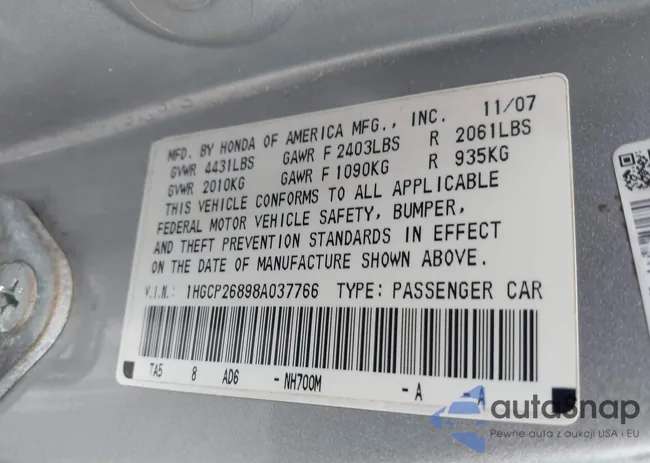 MFD. BY HONDA OF AMERICA MFG., INC. 11/07
GVWR 4431LBS GAWR F 2403LBS R 2061LBS
GVWR 2010KG GAWR F 1090KG R 935KG
THIS VEHICLE CONFORMS TO ALL APPLICABLE
FEDERAL MOTOR VEHICLE SAFETY, BUMPER,
AND THEFT PREVENTION STANDARDS IN EFFECT
ON THE DATE OF MANUFACTURE SHOWN ABOVE.
V.I.N.: 1HGCP26898A037766 TYPE: PASSENGER CAR
TA5 8 AD6 -NH700M -A A
autosnap
Pewne auta z aukcji USA i EU